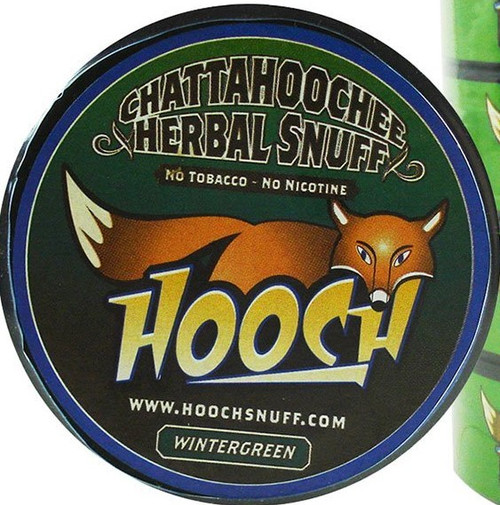 CHATTAHOOCHEE
HERBAL SNUFF
NO TOBACCO - NO NICOTINE
HOOCH
WWW.HOOCHSNUFF.COM
WINTERGREEN